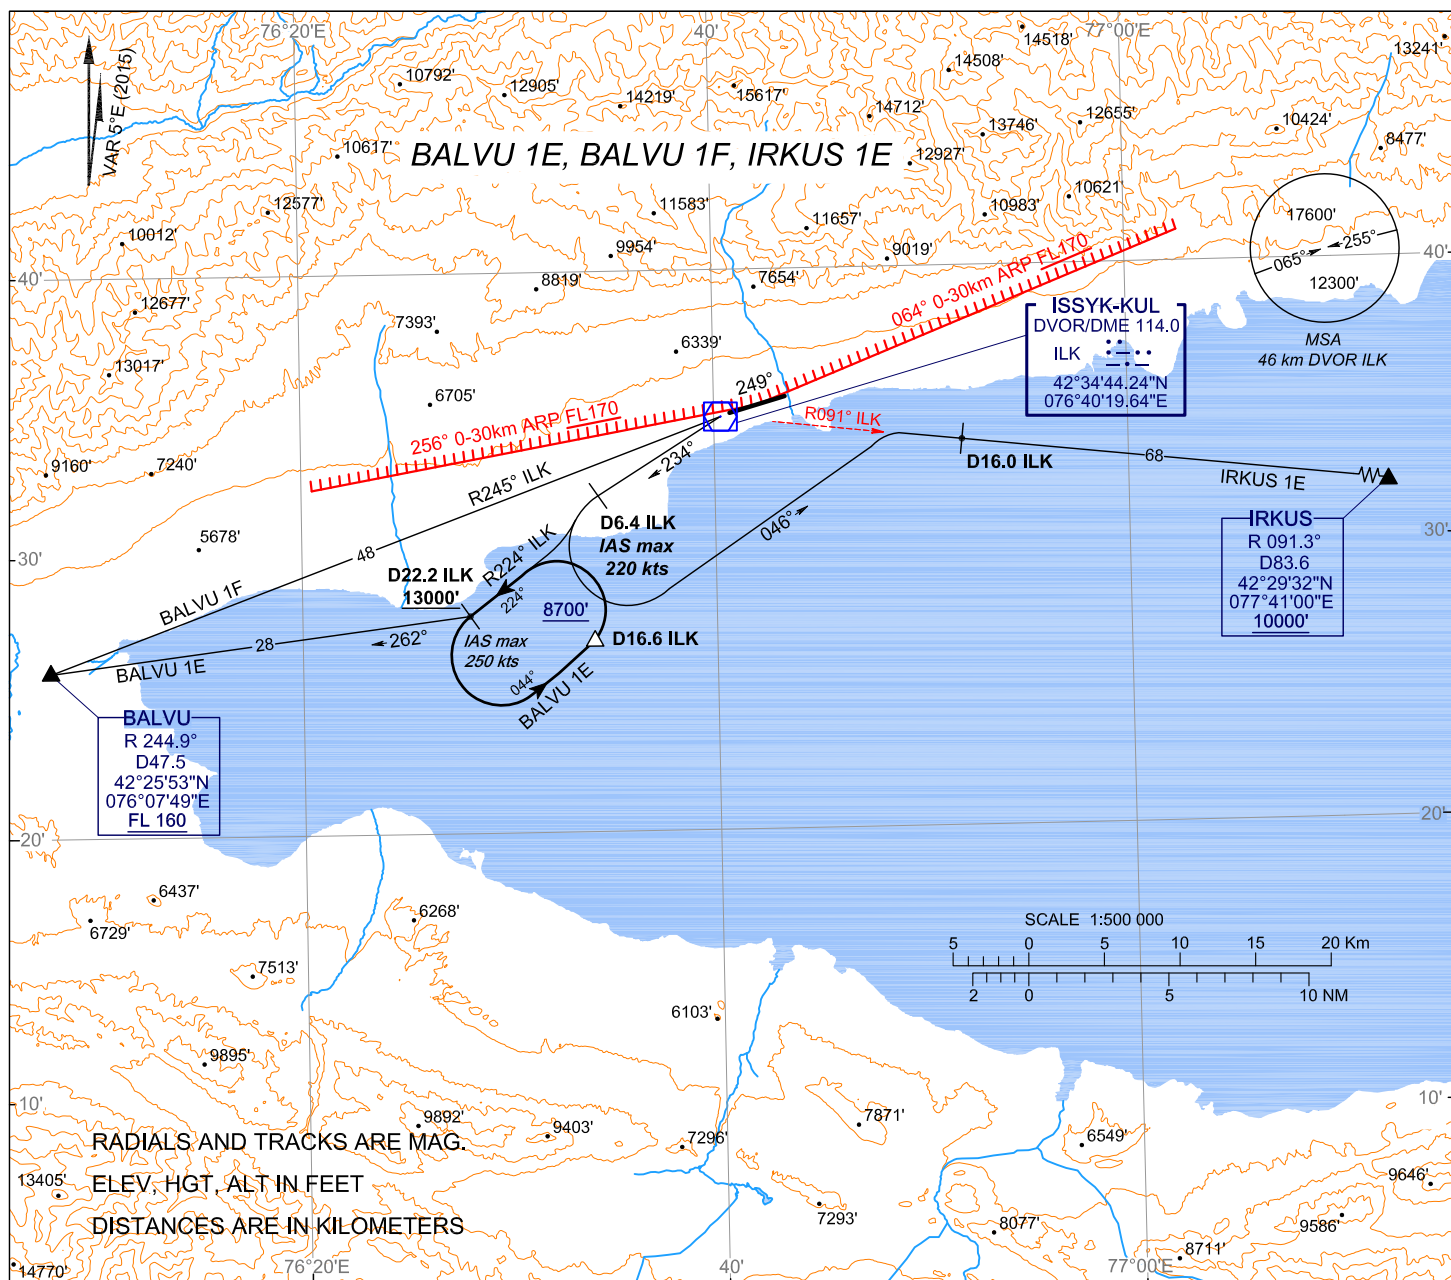 76°20'E
40'
77°00'E
14518'
13241'
VAR 5°E (2015)
10792'
12905'
14219'
15617'
14508'
14712'
12655'
13746'
10424'
8477'
10617'
BALVU 1E, BALVU 1F, IRKUS 1E
12927'
10621'
12577'
11583'
11657'
10983'
17600'
10012'
9954'
9019'
255°
065°
40'
40'
12677'
8819'
7654'
064° 0-30km ARP FL170
12300'
7393'
6339'
MSA
46 km DVOR ILK
ISSYK-KUL
DVOR/DME 114.0
ILK
42°34'44.24"N
076°40'19.64"E
13017'
6705'
249°
256° 0-30km ARP FL170
R091° ILK
9160'
7240'
R245° ILK
234°
D16.0 ILK
68
IRKUS 1E
D6.4 ILK
IAS max
220 kts
046°
IRKUS
R 091.3°
D83.6
42°29'32"N
077°41'00"E
10000'
5678'
30'
30'
48
R224° ILK
D22.2 ILK
13000'
BALVU 1F
224°
8700'
28
262°
IAS max
250 kts
D16.6 ILK
BALVU 1E
044°
BALVU 1E
BALVU
R 244.9°
D47.5
42°25'53"N
076°07'49"E
FL 160
20'
20'
6437'
6729'
6268'
SCALE 1:500 000
5 0 5 10 15 20 Km
2 0 5 10 NM
7513'
6103'
9895'
10'
10'
9892'
9403'
7296'
7871'
6549'
RADIALS AND TRACKS ARE MAG.
13405'
ELEV, HGT, ALT IN FEET
9646'
DISTANCES ARE IN KILOMETERS
7293'
8077'
9586'
8711'
14770'
76°20'E
40'
77°00'E